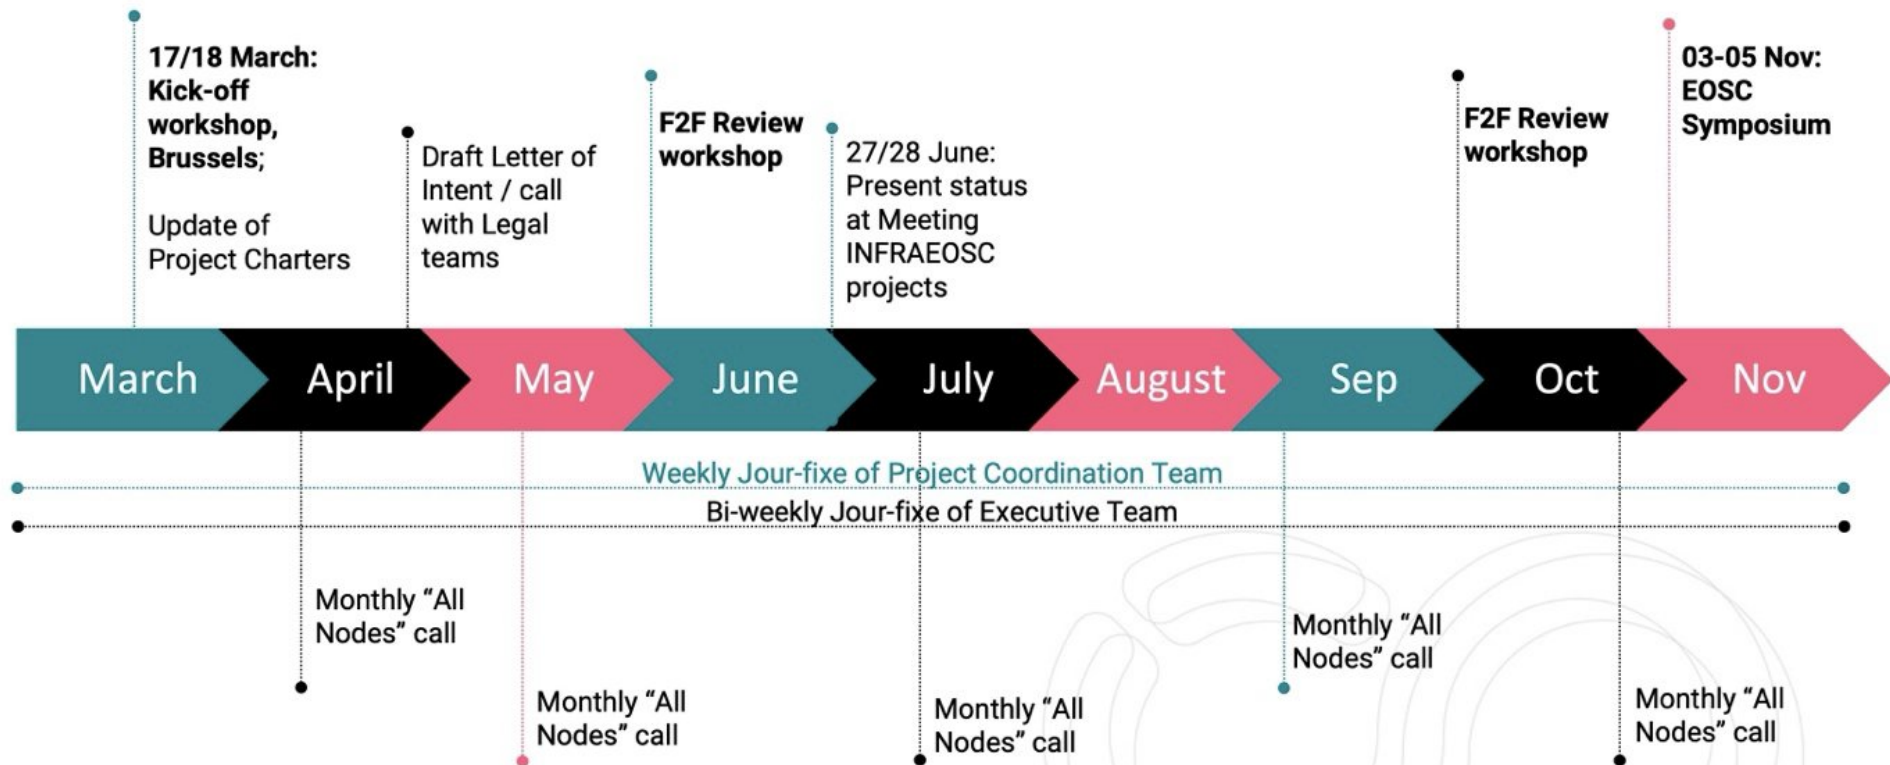 17/18 March:
Kick-off
workshop,
Brussels;
Update of
Project Charters
Draft Letter of
Intent / call
with Legal
teams
F2F Review
workshop
27/28 June:
Present status
at Meeting
INFRAEOSC
projects
F2F Review
workshop
03-05 Nov:
EOSC
Symposium
March
April
May
June
July
August
Sep
Oct
Nov
Weekly Jour-fixe of Project Coordination Team
Bi-weekly Jour-fixe of Executive Team
Monthly “All
Nodes” call
Monthly “All
Nodes” call
Monthly “All
Nodes” call
Monthly “All
Nodes” call
Monthly “All
Nodes” call